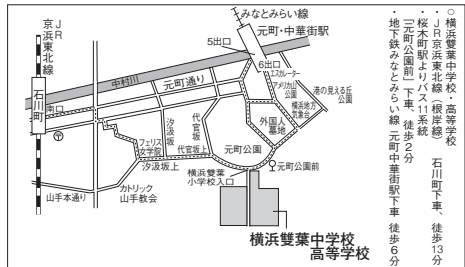 ○横浜雙葉中学校・高等学校
・JR京浜東北線（根岸線） 石川町下車、徒歩13分
・桜木町駅よりバス11系統
「元町公園前」下車、徒歩2分
・地下鉄みなとみらい線 元町中華街駅下車 徒歩6分
JR
京浜東北線
石川町
南口
中村川
元町通り
5出口
みなとみらい線
元町・中華街駅
6出口
エスカレーター
アメリカ山公園
港の見える丘公園
横浜地方気象台
外国人墓地
元町公園
代官坂
代官坂上
汐汲坂
汐汲坂上
フェリス女学院
カトリック山手教会
山手本通り
元町公園前
横浜雙葉小学校入口
横浜雙葉中学校
高等学校